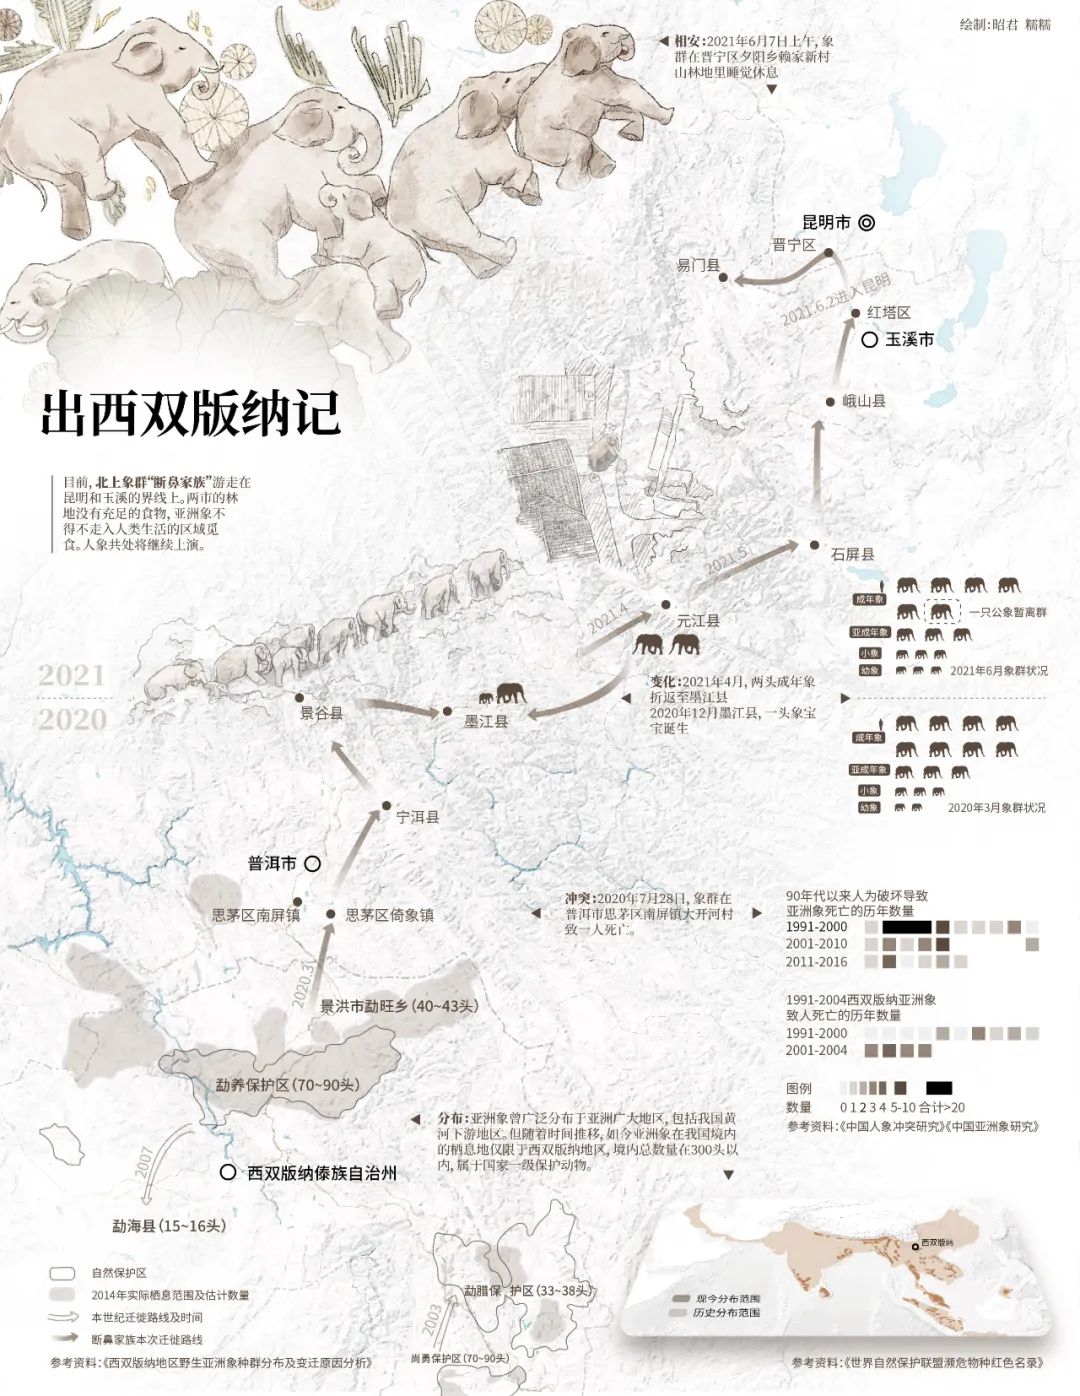 绘制:昭君 糯糯
相安:2021年6月7日上午, 象
群在晋宁区夕阳乡赖家新村
山林地里睡觉休息
昆明市
晋宁区
易门县
2021.6.2进入昆明
红塔区
玉溪市
峨山县
出西双版纳记
目前, 北上象群“断鼻家族”游走在
昆明和玉溪的界线上。两市的林
地没有充足的食物, 亚洲象不
得不走入人类生活的区域觅
食。人象共处将继续上演。
2021.5
石屏县
2021.4
元江县
成年象
一只公象暂离群
亚成年象
小象
幼象
2021年6月象群状况
2021
2020
变化:2021年4月, 两头成年象
折返至墨江县
2020年12月墨江县, 一头象宝
宝诞生
景谷县
墨江县
成年象
亚成年象
小象
幼象
2020年3月象群状况
宁洱县
普洱市
思茅区南屏镇
思茅区倚象镇
冲突:2020年7月28日, 象群在
普洱市思茅区南屏镇大开河村
致一人死亡。
90年代以来人为破坏导致
亚洲象死亡的历年数量
1991-2000
2001-2010
2011-2016
2020.3
景洪市勐旺乡(40~43头)
1991-2004西双版纳亚洲象
致人死亡的历年数量
1991-2000
2001-2004
勐养保护区(70~90头)
图例
数量 0 1 2 3 4 5-10 合计>20
参考资料:《中国人象冲突研究》《中国亚洲象研究》
分布:亚洲象曾广泛分布于亚洲广大地区, 包括我国黄
河下游地区。但随着时间推移, 如今亚洲象在我国境内
的栖息地仅限于西双版纳地区, 境内总数量在300头以
内, 属于国家一级保护动物。
2007
西双版纳傣族自治州
勐海县(15~16头)
西双版纳
现今分布范围
历史分布范围
自然保护区
2014年实际栖息范围及估计数量
本世纪迁徙路线及时间
断鼻家族本次迁徙路线
勐腊保 护区(33~38头)
2003
尚勇保护区(70~90头)
参考资料:《西双版纳地区野生亚洲象种群分布及变迁原因分析》
参考资料:《世界自然保护联盟濒危物种红色名录》